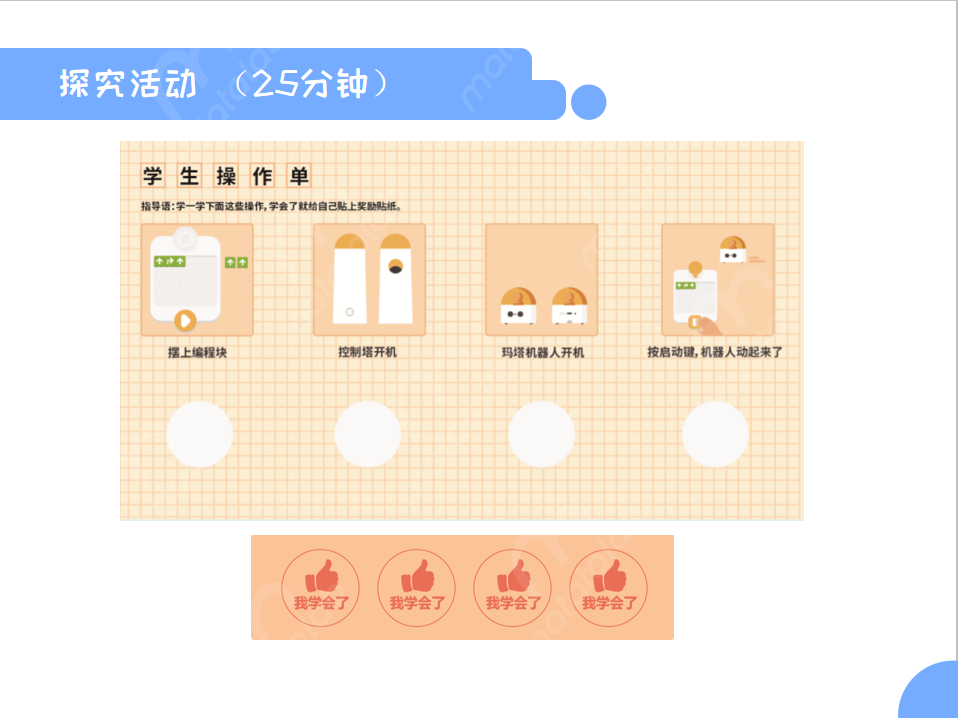 探究活动 （25分钟）
学生操作单
指导语：学一学下面这些操作，学会了就给自己贴上奖励贴纸。
摆上编程块
控制塔开机
玛塔机器人开机
按启动键，机器人动起来了
我学会了
我学会了
我学会了
我学会了